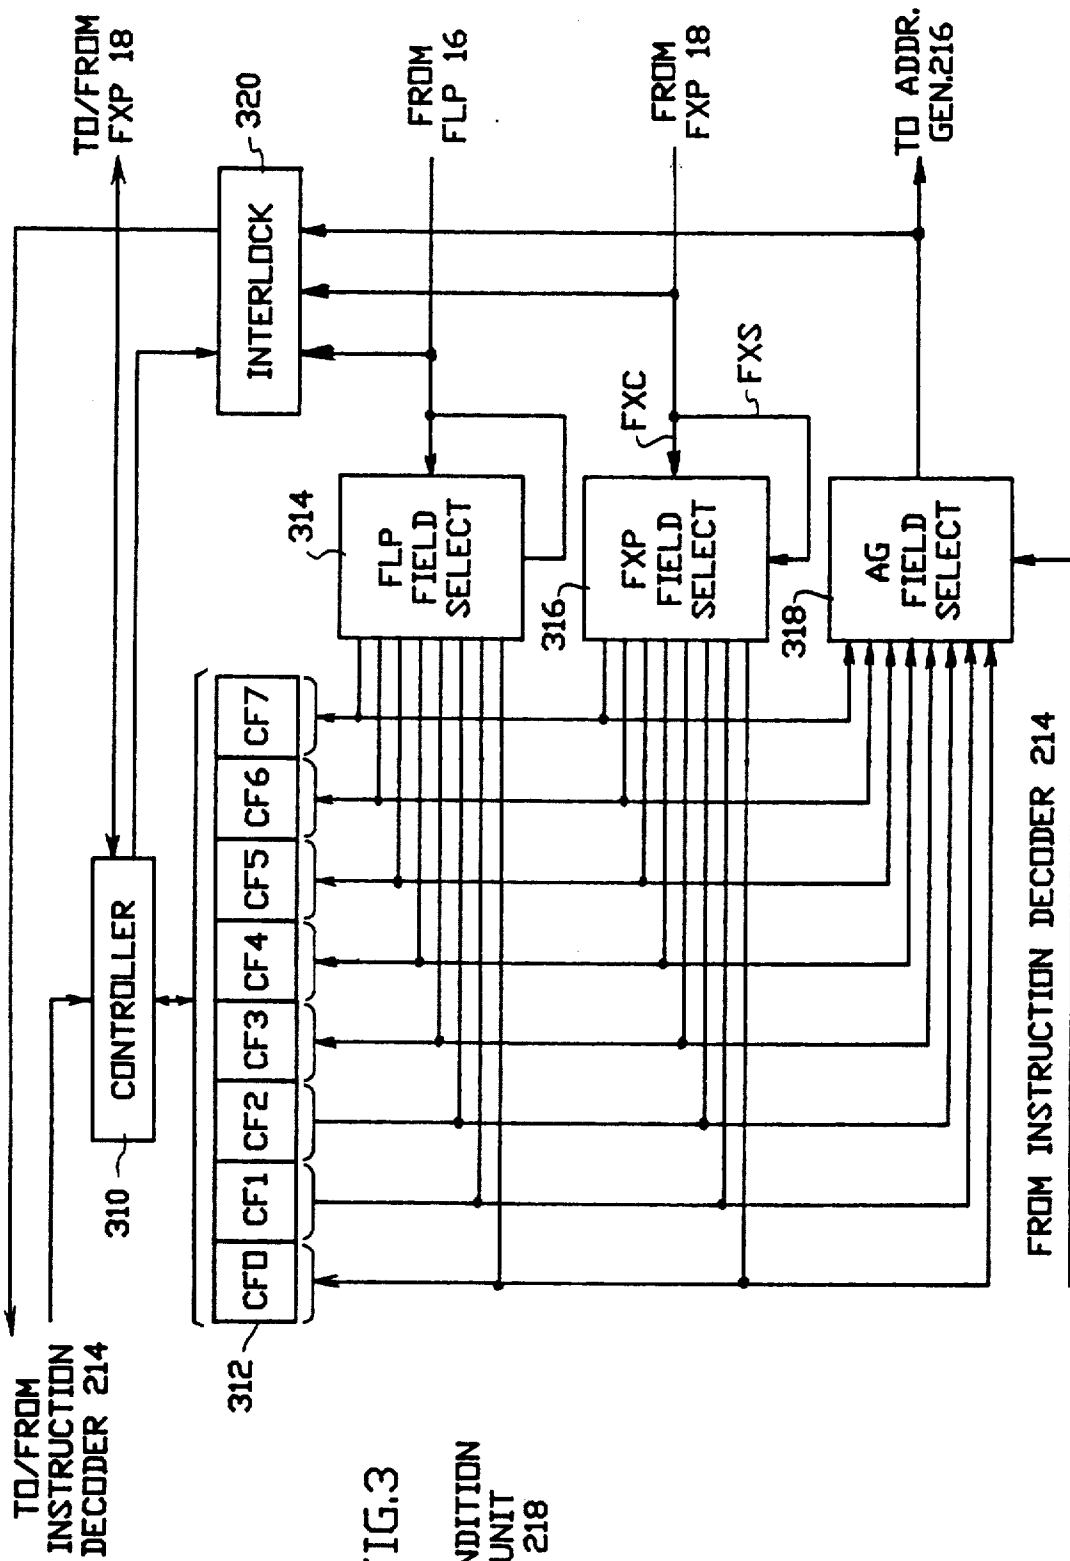 TO/FROM
INSTRUCTION
DECODER 214
TO/FROM
FXP 18
310
CONTROLLER
320
INTERLOCK
312
CF0
CF1
CF2
CF3
CF4
CF5
CF6
CF7
314
FLP
FIELD
SELECT
FROM
FLP 16
316
FXP
FIELD
SELECT
FXC
FXS
FROM
FXP 18
318
AG
FIELD
SELECT
TO ADDR.
GEN.216
FROM INSTRUCTION DECODER 214
FIG.3
NDITION
UNIT
218